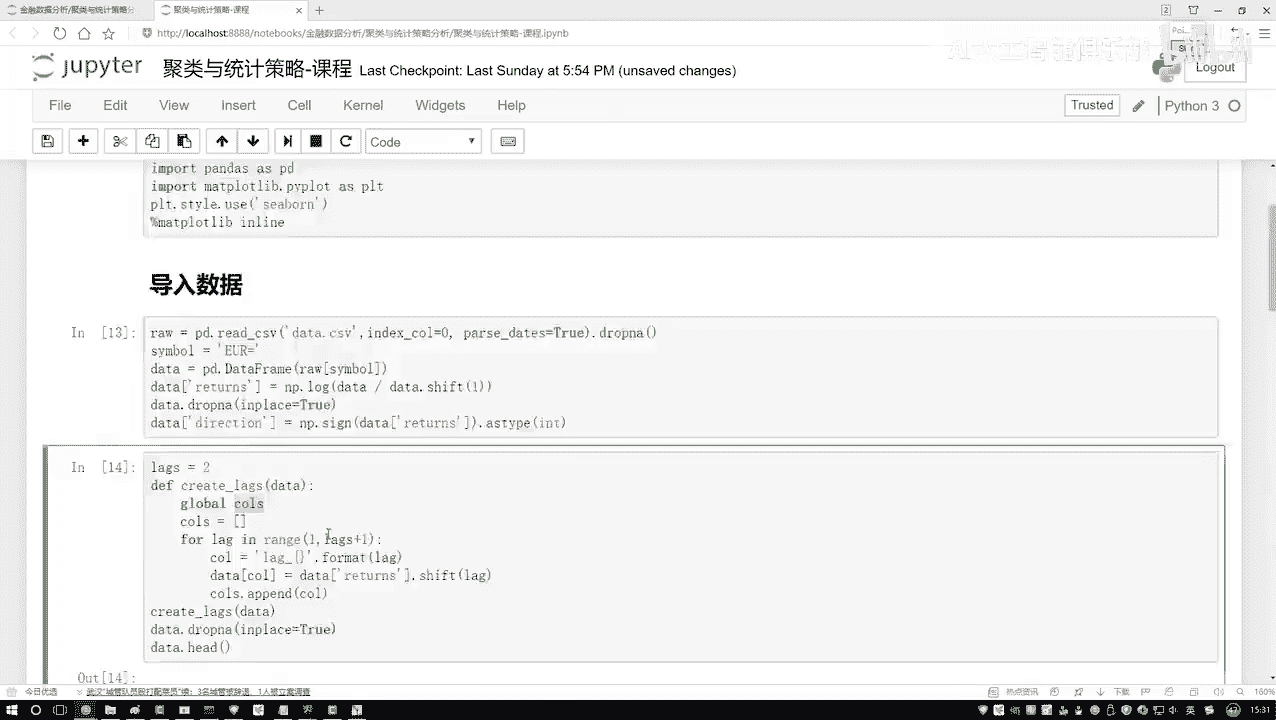 金融数据分析/聚类与统计策略分
聚类与统计策略-课程
http://localhost:8888/notebooks/金融数据分析/聚类与统计策略分析/聚类与统计策略-课程.ipynb
jupyter 聚类与统计策略-课程 Last Checkpoint: Last Sunday at 5:54 PM (unsaved changes)
Logout
File Edit View Insert Cell Kernel Widgets Help
Trusted Python 3
Code
import pandas as pd
import matplotlib.pyplot as plt
plt.style.use('seaborn')
%matplotlib inline
导入数据
In [13]:
raw = pd.read_csv('data.csv',index_col=0, parse_dates=True).dropna()
symbol = 'EUR='
data = pd.DataFrame(raw[symbol])
data['returns'] = np.log(data / data.shift(1))
data.dropna(inplace=True)
data['direction'] = np.sign(data['returns']).astype(int)
In [14]:
lags = 2
def create_lags(data):
    global cols
    cols = []
    for lag in range(1,lags+1):
        col = 'lag_{}'.format(lag)
        data[col] = data['returns'].shift(lag)
        cols.append(col)
create_lags(data)
data.dropna(inplace=True)
data.head()
Out[14]:
今日优选
热点资讯
下载
160%
15:31